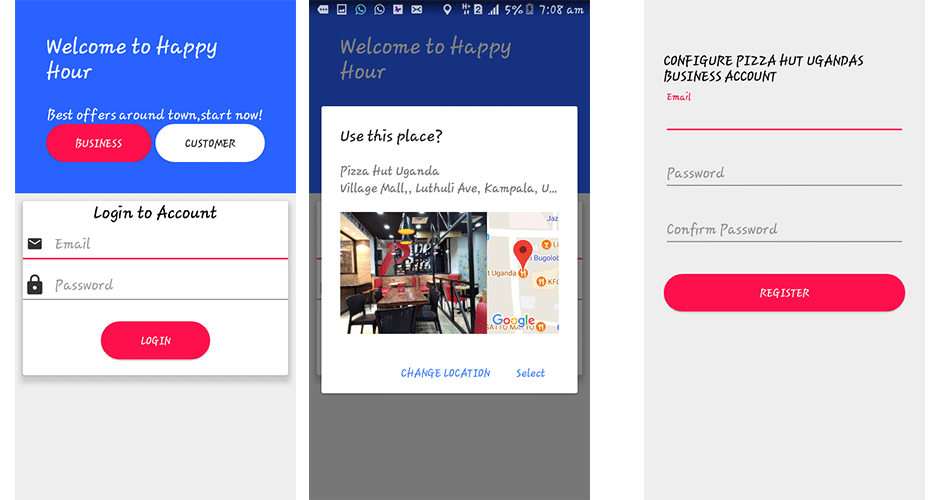 Welcome to Happy
Hour
Best offers around town,start now!
BUSINESS
CUSTOMER
Login to Account
Email
Password
LOGIN
5%
7:08 am
Welcome to Happy
Hour
Use this place?
Pizza Hut Uganda
Village Mall,, Luthuli Ave, Kampala, U...
Jaz
Li
Bugolob
t Uganda
KFC
Google
CHANGE LOCATION
Select
CONFIGURE PIZZA HUT UGANDAS
BUSINESS ACCOUNT
Email
Password
Confirm Password
REGISTER